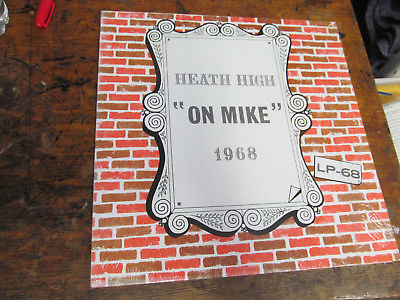 HEATH HIGH
"ON MIKE"
1968
LP-68